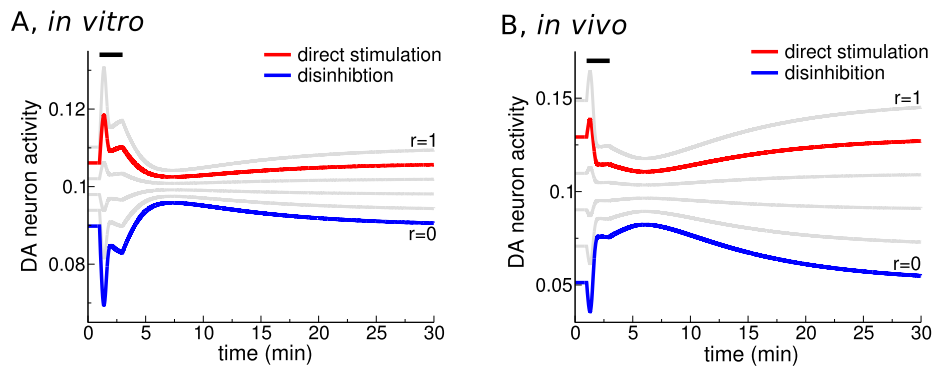 A, in vitro
direct stimulation
disinhibtion
DA neuron activity
0.12
0.1
0.08
r=1
r=0
0 5 10 15 20 25 30
time (min)
B, in vivo
direct stimulation
disinhibition
DA neuron activity
0.15
0.1
0.05
r=1
r=0
0 5 10 15 20 25 30
time (min)